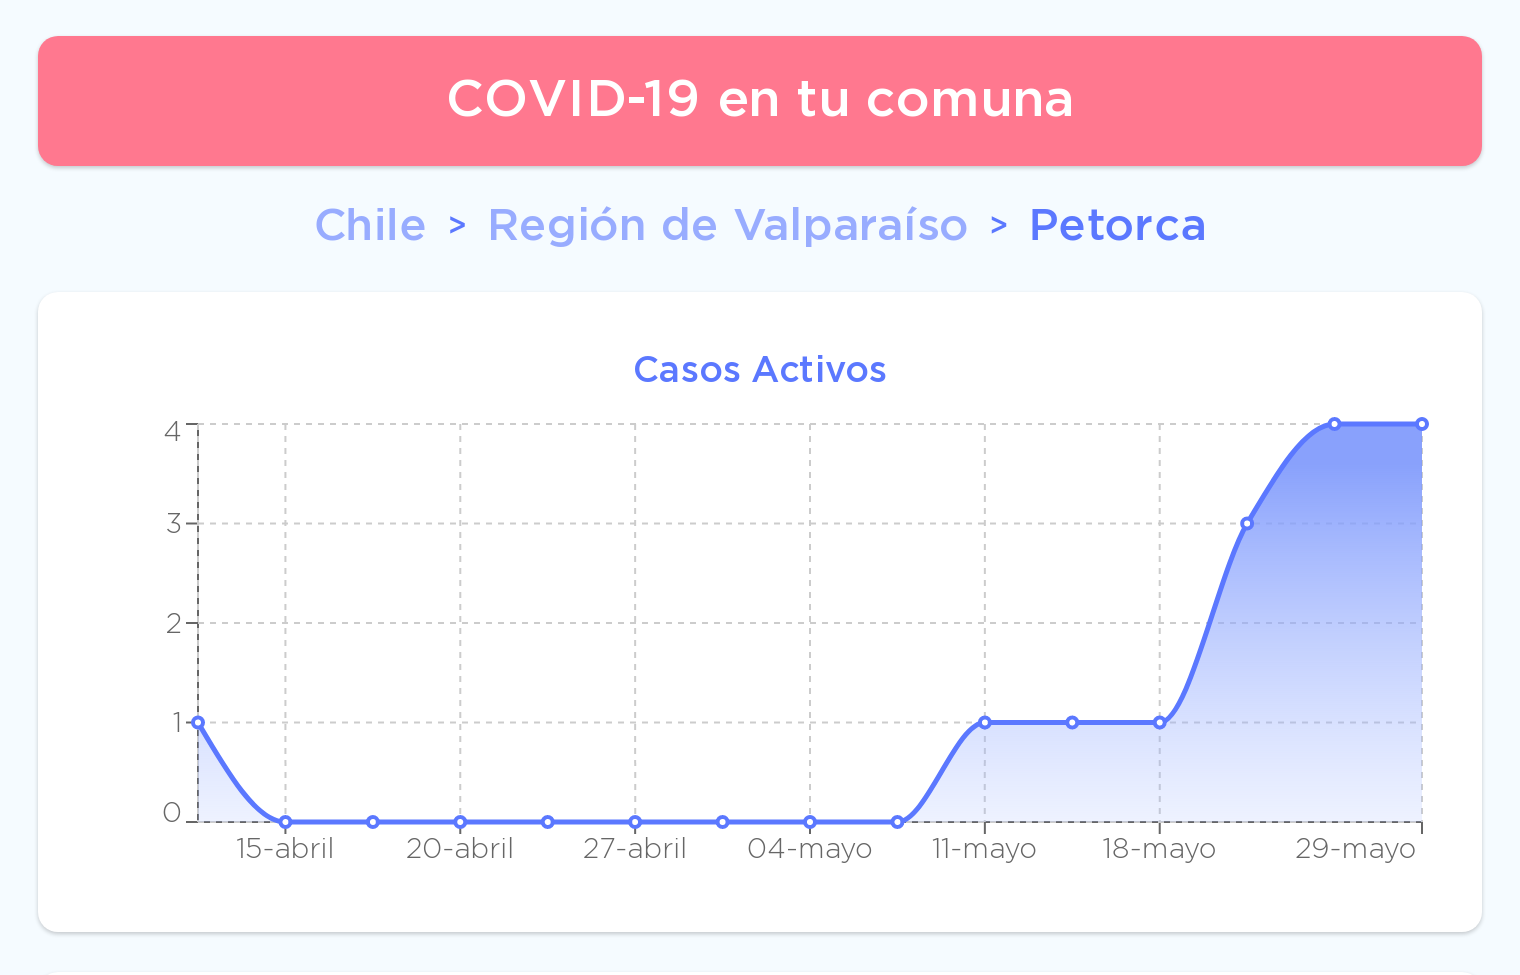 COVID-19 en tu comuna
Chile > Región de Valparaíso > Petorca
Casos Activos
4
3
2
1
0
15-abril 20-abril 27-abril 04-mayo 11-mayo 18-mayo 29-mayo